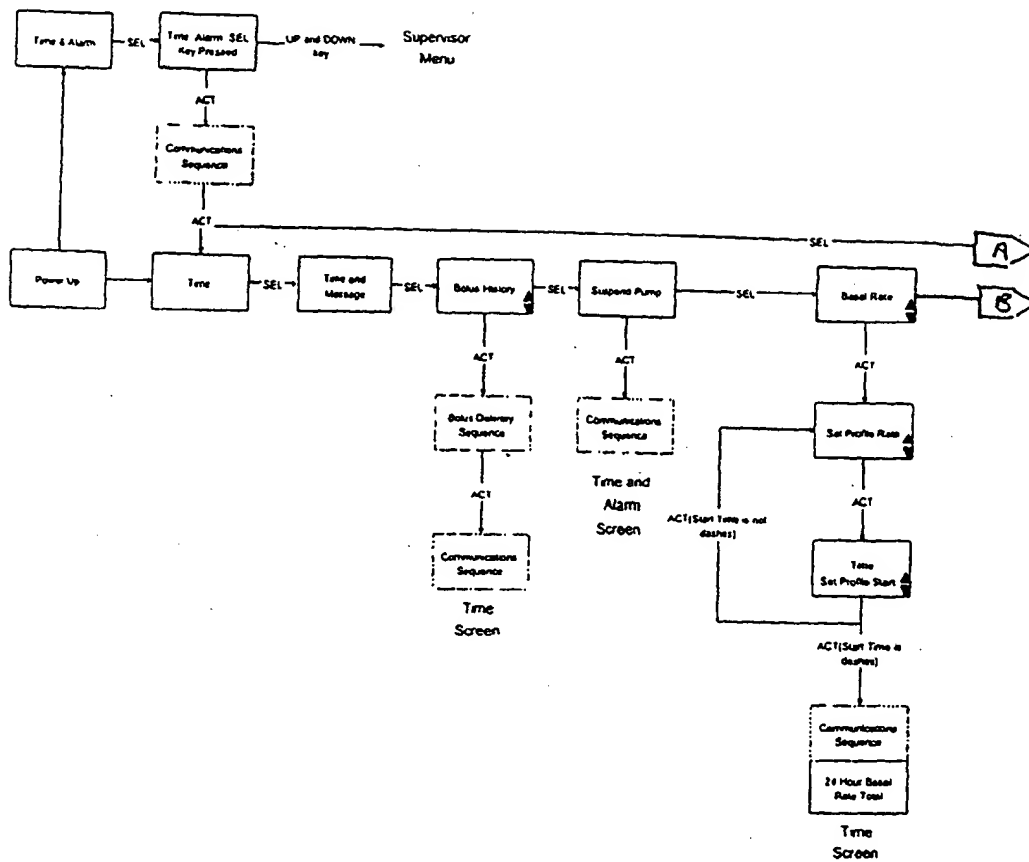 Time & Alarm
SEL
Time Alarm SEL
Key Pressed
UP and DOWN
key
Supervisor
Menu
ACT
Communications
Sequence
ACT
SEL
A
Power Up
Time
SEL
Time and
Message
SEL
Bolus History
SEL
Suspend Pump
SEL
Basal Rate
B
ACT
ACT
ACT
Bolus Delivery
Sequence
Communications
Sequence
Set Profile Rate
Time and
Alarm
Screen
ACT
ACT
ACT(Start Time is not
dashes)
Communications
Sequence
Time
Set Profile Start
Time
Screen
ACT(Start Time is
dashes)
Communications
Sequence
24 Hour Basal
Rate Total
Time
Screen